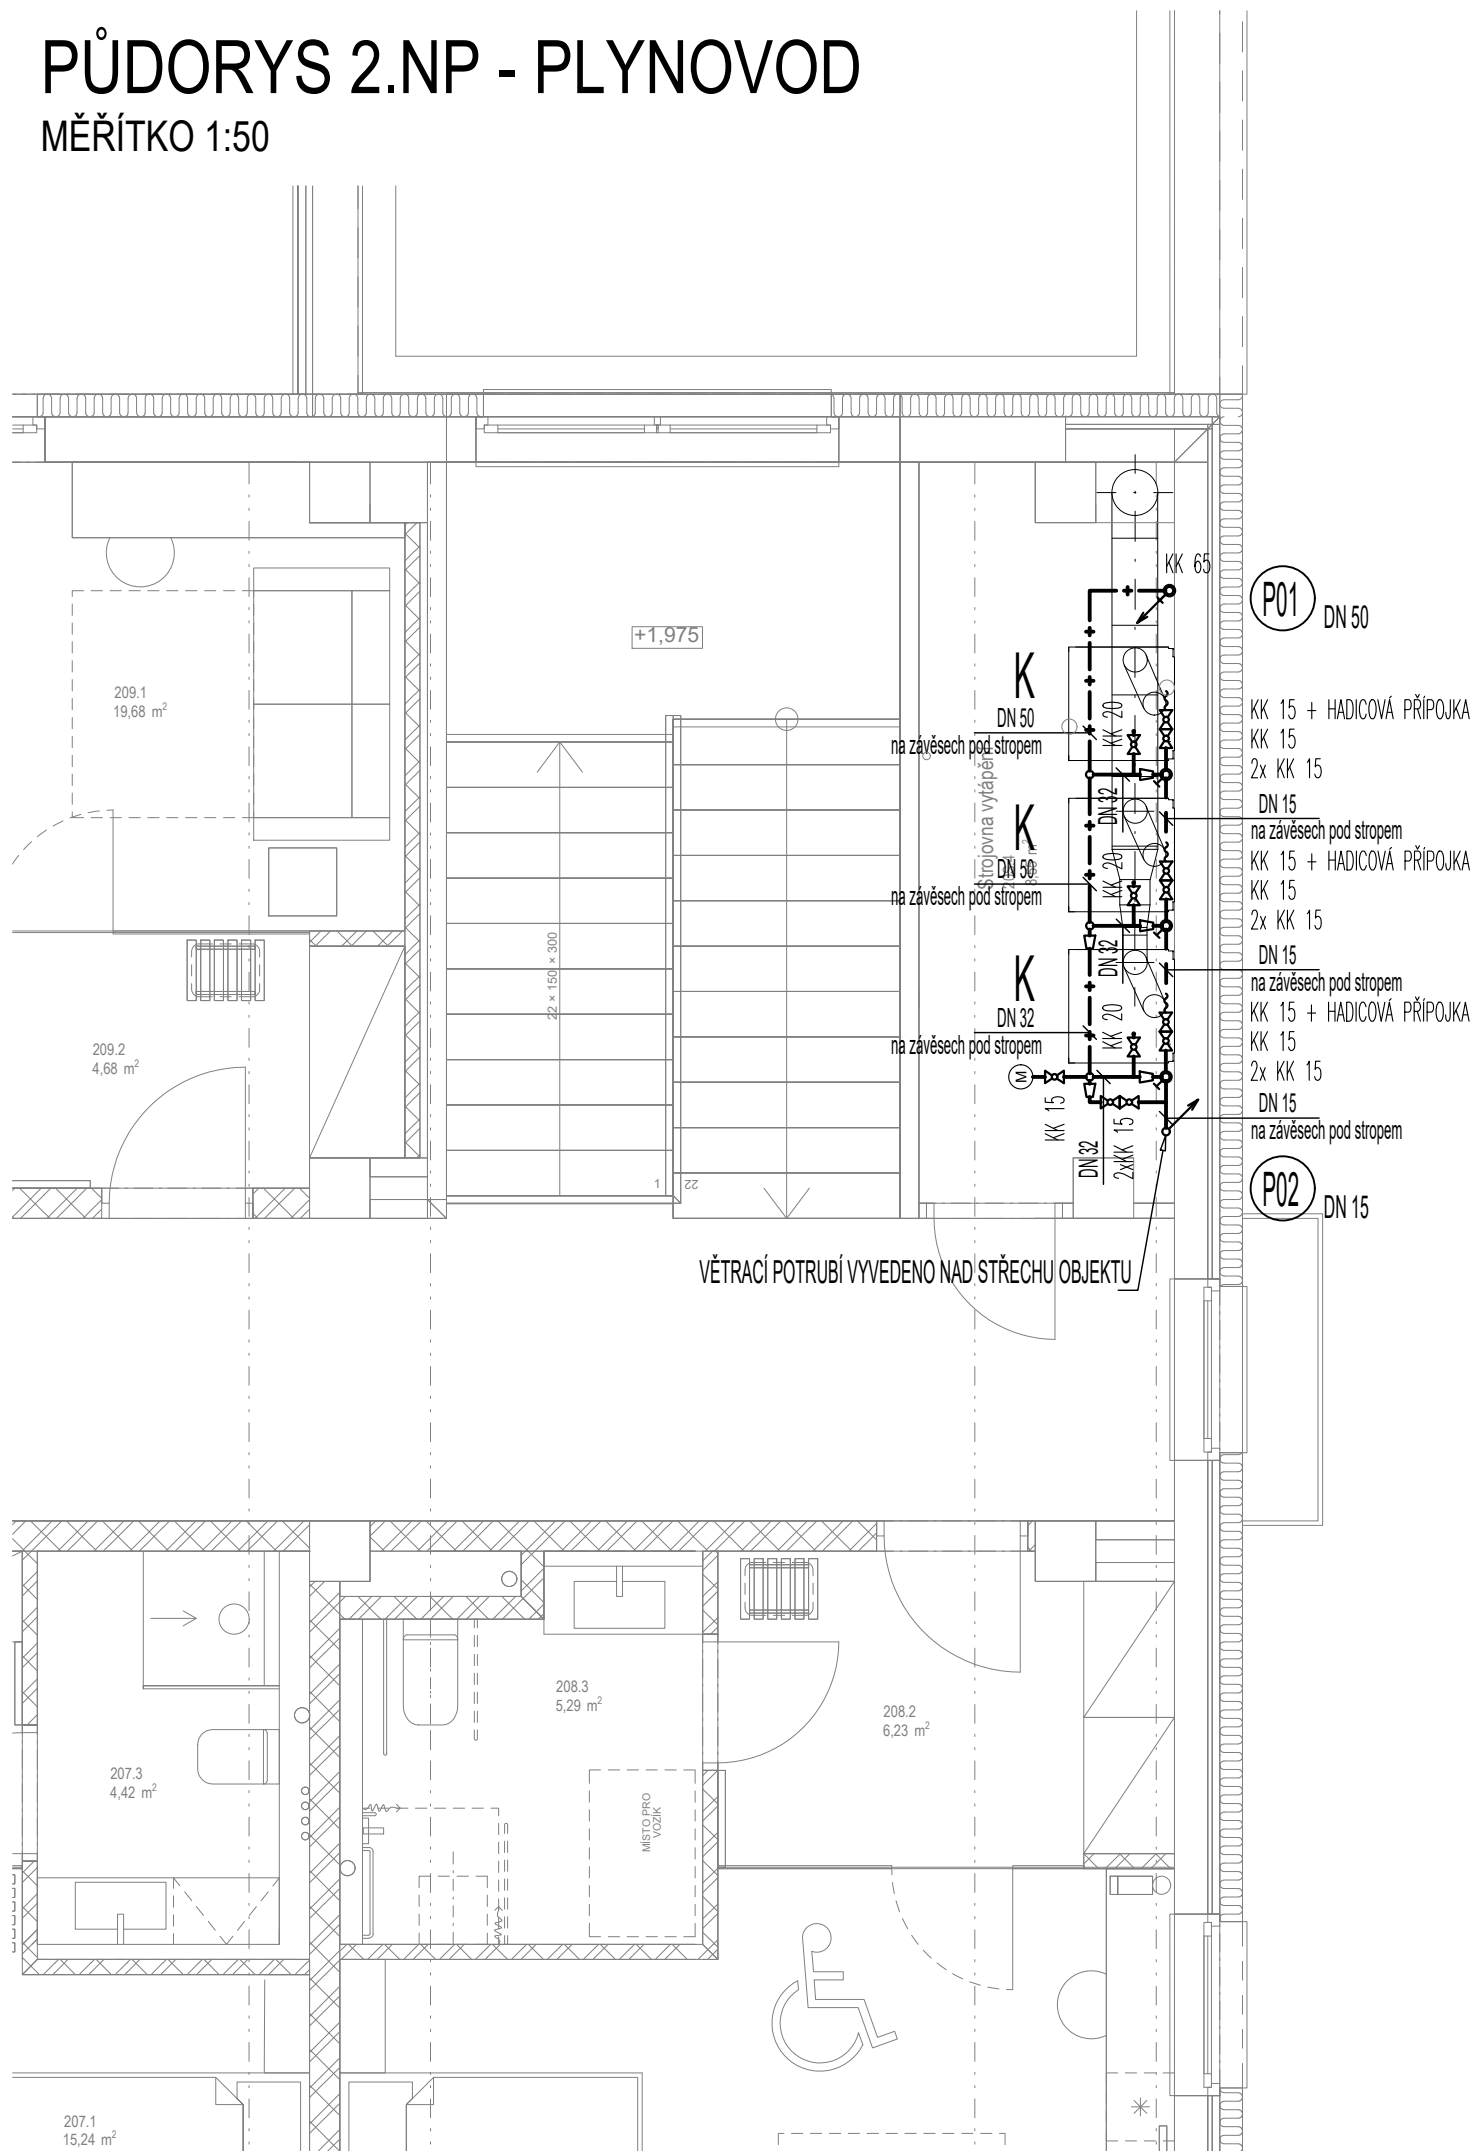 PŮDORYS 2.NP - PLYNOVOD
MĚŘÍTKO 1:50
KK 65
P01
DN 50
+1,975
209.1
19,68 m²
K
DN 50
na závěsech pod stropem
KK 20
DN 32
KK 15 + HADICOVÁ PŘÍPOJKA
KK 15
2x KK 15
DN 15
na závěsech pod stropem
Strojovna vytápění
K
DN 50
na závěsech pod stropem
KK 20
DN 32
KK 15 + HADICOVÁ PŘÍPOJKA
KK 15
2x KK 15
DN 15
na závěsech pod stropem
22 × 150 × 300
K
DN 32
na závěsech pod stropem
KK 20
KK 15 + HADICOVÁ PŘÍPOJKA
KK 15
2x KK 15
DN 15
na závěsech pod stropem
209.2
4,68 m²
M
KK 15
DN 32
2xKK 15
1
22
P02
DN 15
VĚTRACÍ POTRUBÍ VYVEDENO NAD STŘECHU OBJEKTU
208.3
5,29 m²
208.2
6,23 m²
207.3
4,42 m²
MÍSTO PRO
VOZÍK
207.1
15,24 m²